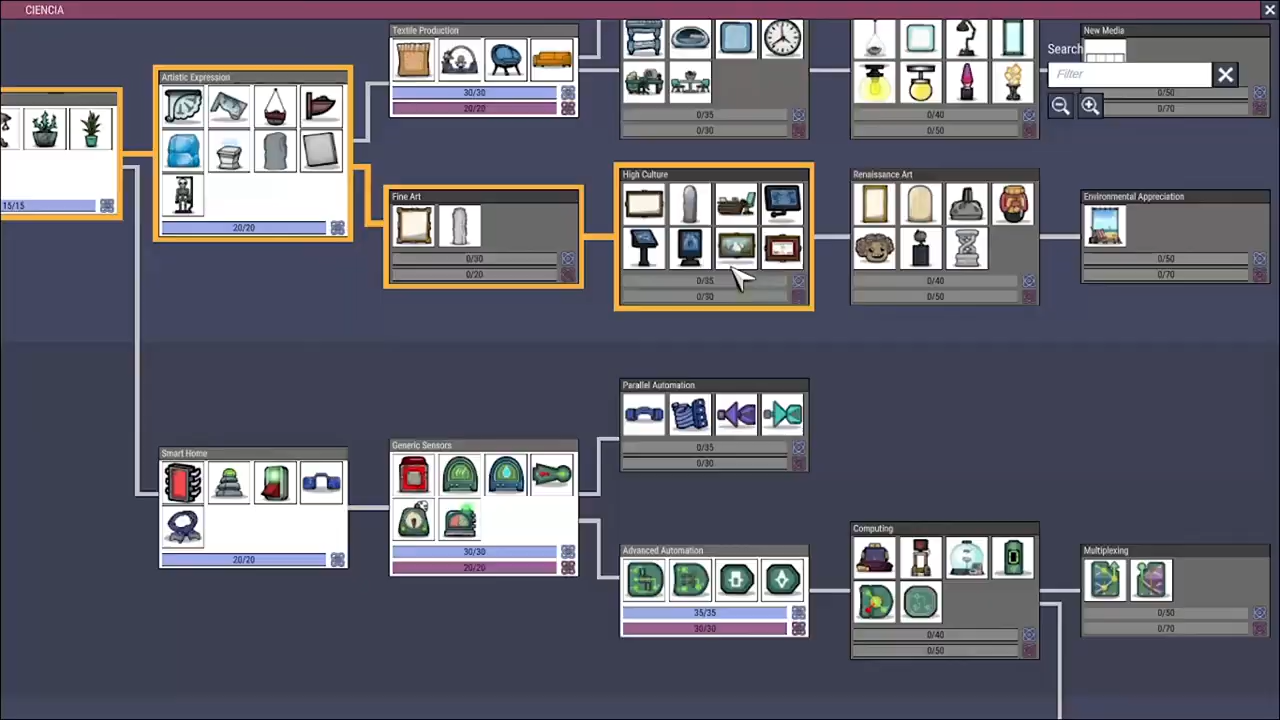 CIENCIA
Search
Filter
Textile Production
30/30
20/20
0/35
0/30
0/40
0/50
New Media
0/50
0/70
Artistic Expression
20/20
15/15
Fine Art
0/30
0/20
High Culture
0/35
0/30
Renaissance Art
0/40
0/50
Environmental Appreciation
0/50
0/70
Smart Home
20/20
Generic Sensors
30/30
20/20
Parallel Automation
0/35
0/30
Advanced Automation
35/35
30/30
Computing
0/40
0/50
Multiplexing
0/50
0/70